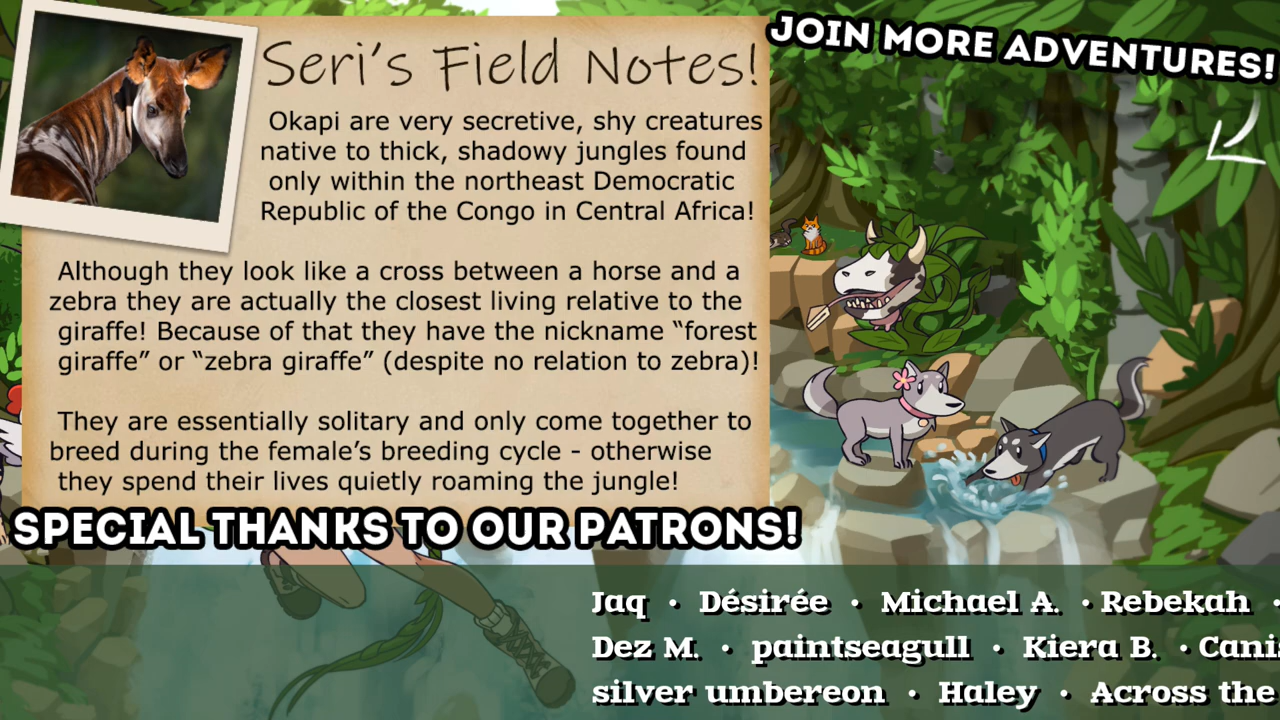 Seri's Field Notes!
JOIN MORE ADVENTURES!
Okapi are very secretive, shy creatures
native to thick, shadowy jungles found
only within the northeast Democratic
Republic of the Congo in Central Africa!
Although they look like a cross between a horse and a
zebra they are actually the closest living relative to the
giraffe! Because of that they have the nickname “forest
giraffe” or “zebra giraffe” (despite no relation to zebra)!
They are essentially solitary and only come together to
breed during the female’s breeding cycle - otherwise
they spend their lives quietly roaming the jungle!
SPECIAL THANKS TO OUR PATRONS!
Jaq • Désirée • Michael A. • Rebekah •
Dez M. • paintseagull • Kiera B. •
silver umbereon • Haley • Across the